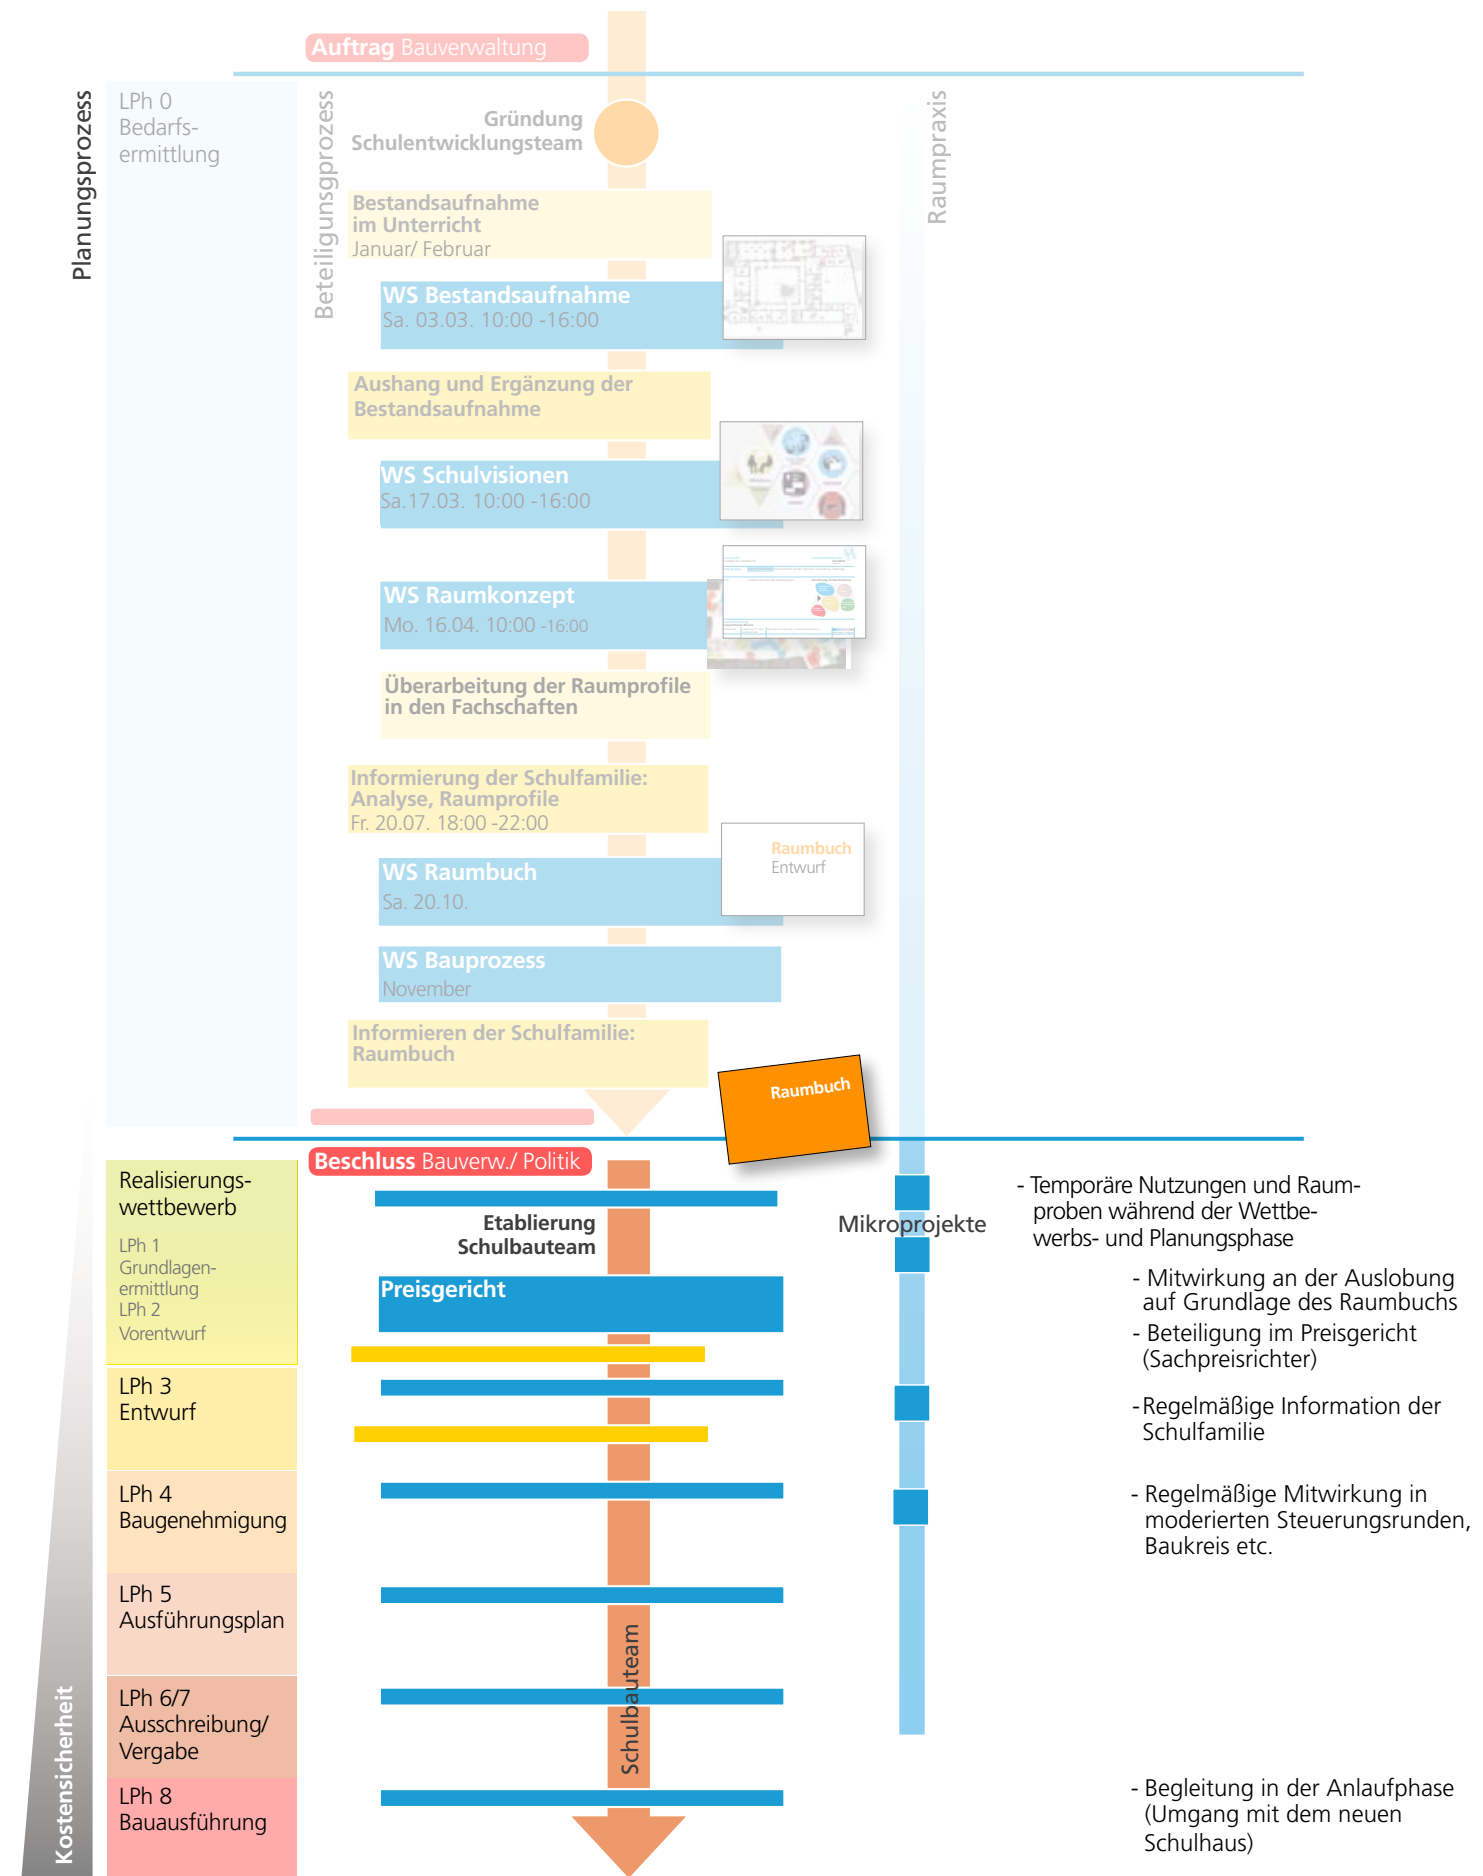 Auftrag Bauverwaltung
Planungsprozess
LPh 0
Bedarfs-
ermittlung
Beteiligunsgprozess
Raumpraxis
Gründung
Schulentwicklungsteam
Bestandsaufnahme
im Unterricht
Januar/ Februar
WS Bestandsaufnahme
Sa. 03.03. 10:00 -16:00
Aushang und Ergänzung der
Bestandsaufnahme
WS Schulvisionen
Sa.17.03. 10:00 -16:00
WS Raumkonzept
Mo. 16.04. 10:00 -16:00
Überarbeitung der Raumprofile
in den Fachschaften
Informierung der Schulfamilie:
Analyse, Raumprofile
Fr. 20.07. 18:00 -22:00
Raumbuch
Entwurf
WS Raumbuch
Sa. 20.10.
WS Bauprozess
November
Informieren der Schulfamilie:
Raumbuch
Raumbuch
Beschluss Bauverw./ Politik
Realisierungs-
wettbewerb
LPh 1
Grundlagen-
ermittlung
LPh 2
Vorentwurf
Etablierung
Schulbauteam
Mikroprojekte
- Temporäre Nutzungen und Raum-
proben während der Wettbe-
werbs- und Planungsphase
Preisgericht
- Mitwirkung an der Auslobung
auf Grundlage des Raumbuchs
- Beteiligung im Preisgericht
(Sachpreisrichter)
LPh 3
Entwurf
-Regelmäßige Information der
Schulfamilie
LPh 4
Baugenehmigung
- Regelmäßige Mitwirkung in
moderierten Steuerungsrunden,
Baukreis etc.
LPh 5
Ausführungsplan
Schulbauteam
LPh 6/7
Ausschreibung/
Vergabe
Kostensicherheit
LPh 8
Bauausführung
- Begleitung in der Anlaufphase
(Umgang mit dem neuen
Schulhaus)